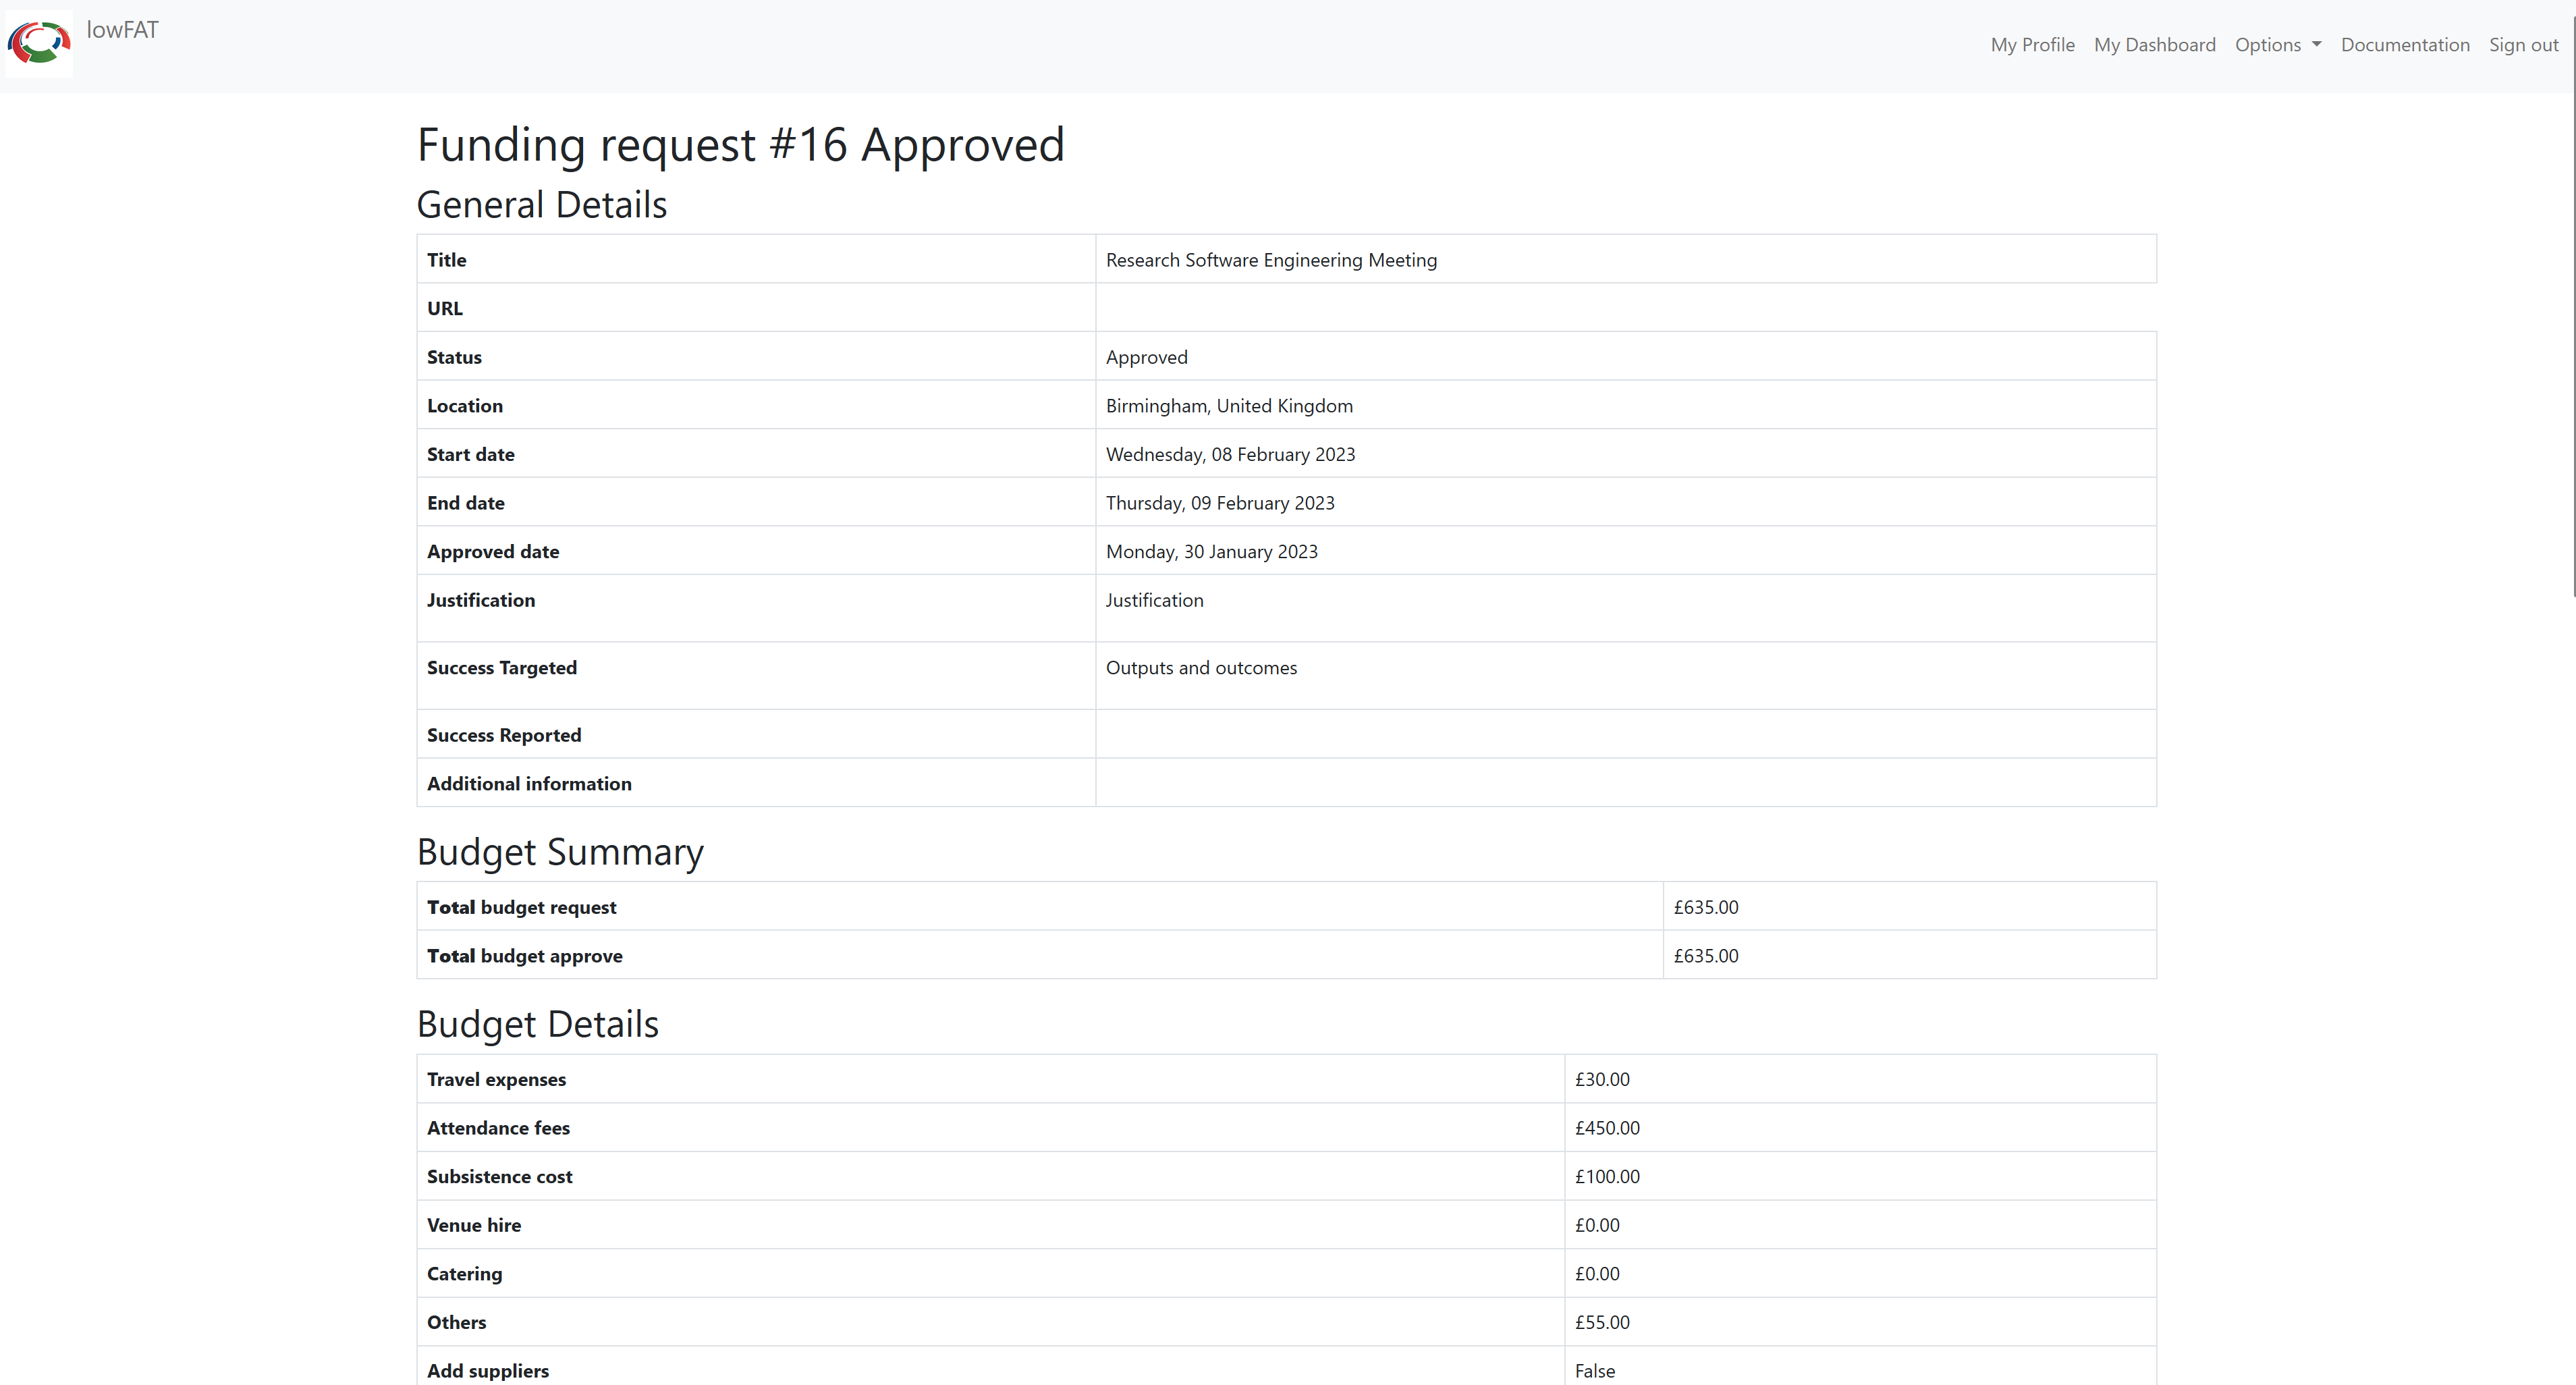 lowFAT
My Profile My Dashboard Options Documentation Sign out
Funding request #16 Approved
General Details
Title Research Software Engineering Meeting
URL
Status Approved
Location Birmingham, United Kingdom
Start date Wednesday, 08 February 2023
End date Thursday, 09 February 2023
Approved date Monday, 30 January 2023
Justification Justification
Success Targeted Outputs and outcomes
Success Reported
Additional information
Budget Summary
Total budget request £635.00
Total budget approve £635.00
Budget Details
Travel expenses £30.00
Attendance fees £450.00
Subsistence cost £100.00
Venue hire £0.00
Catering £0.00
Others £55.00
Add suppliers False